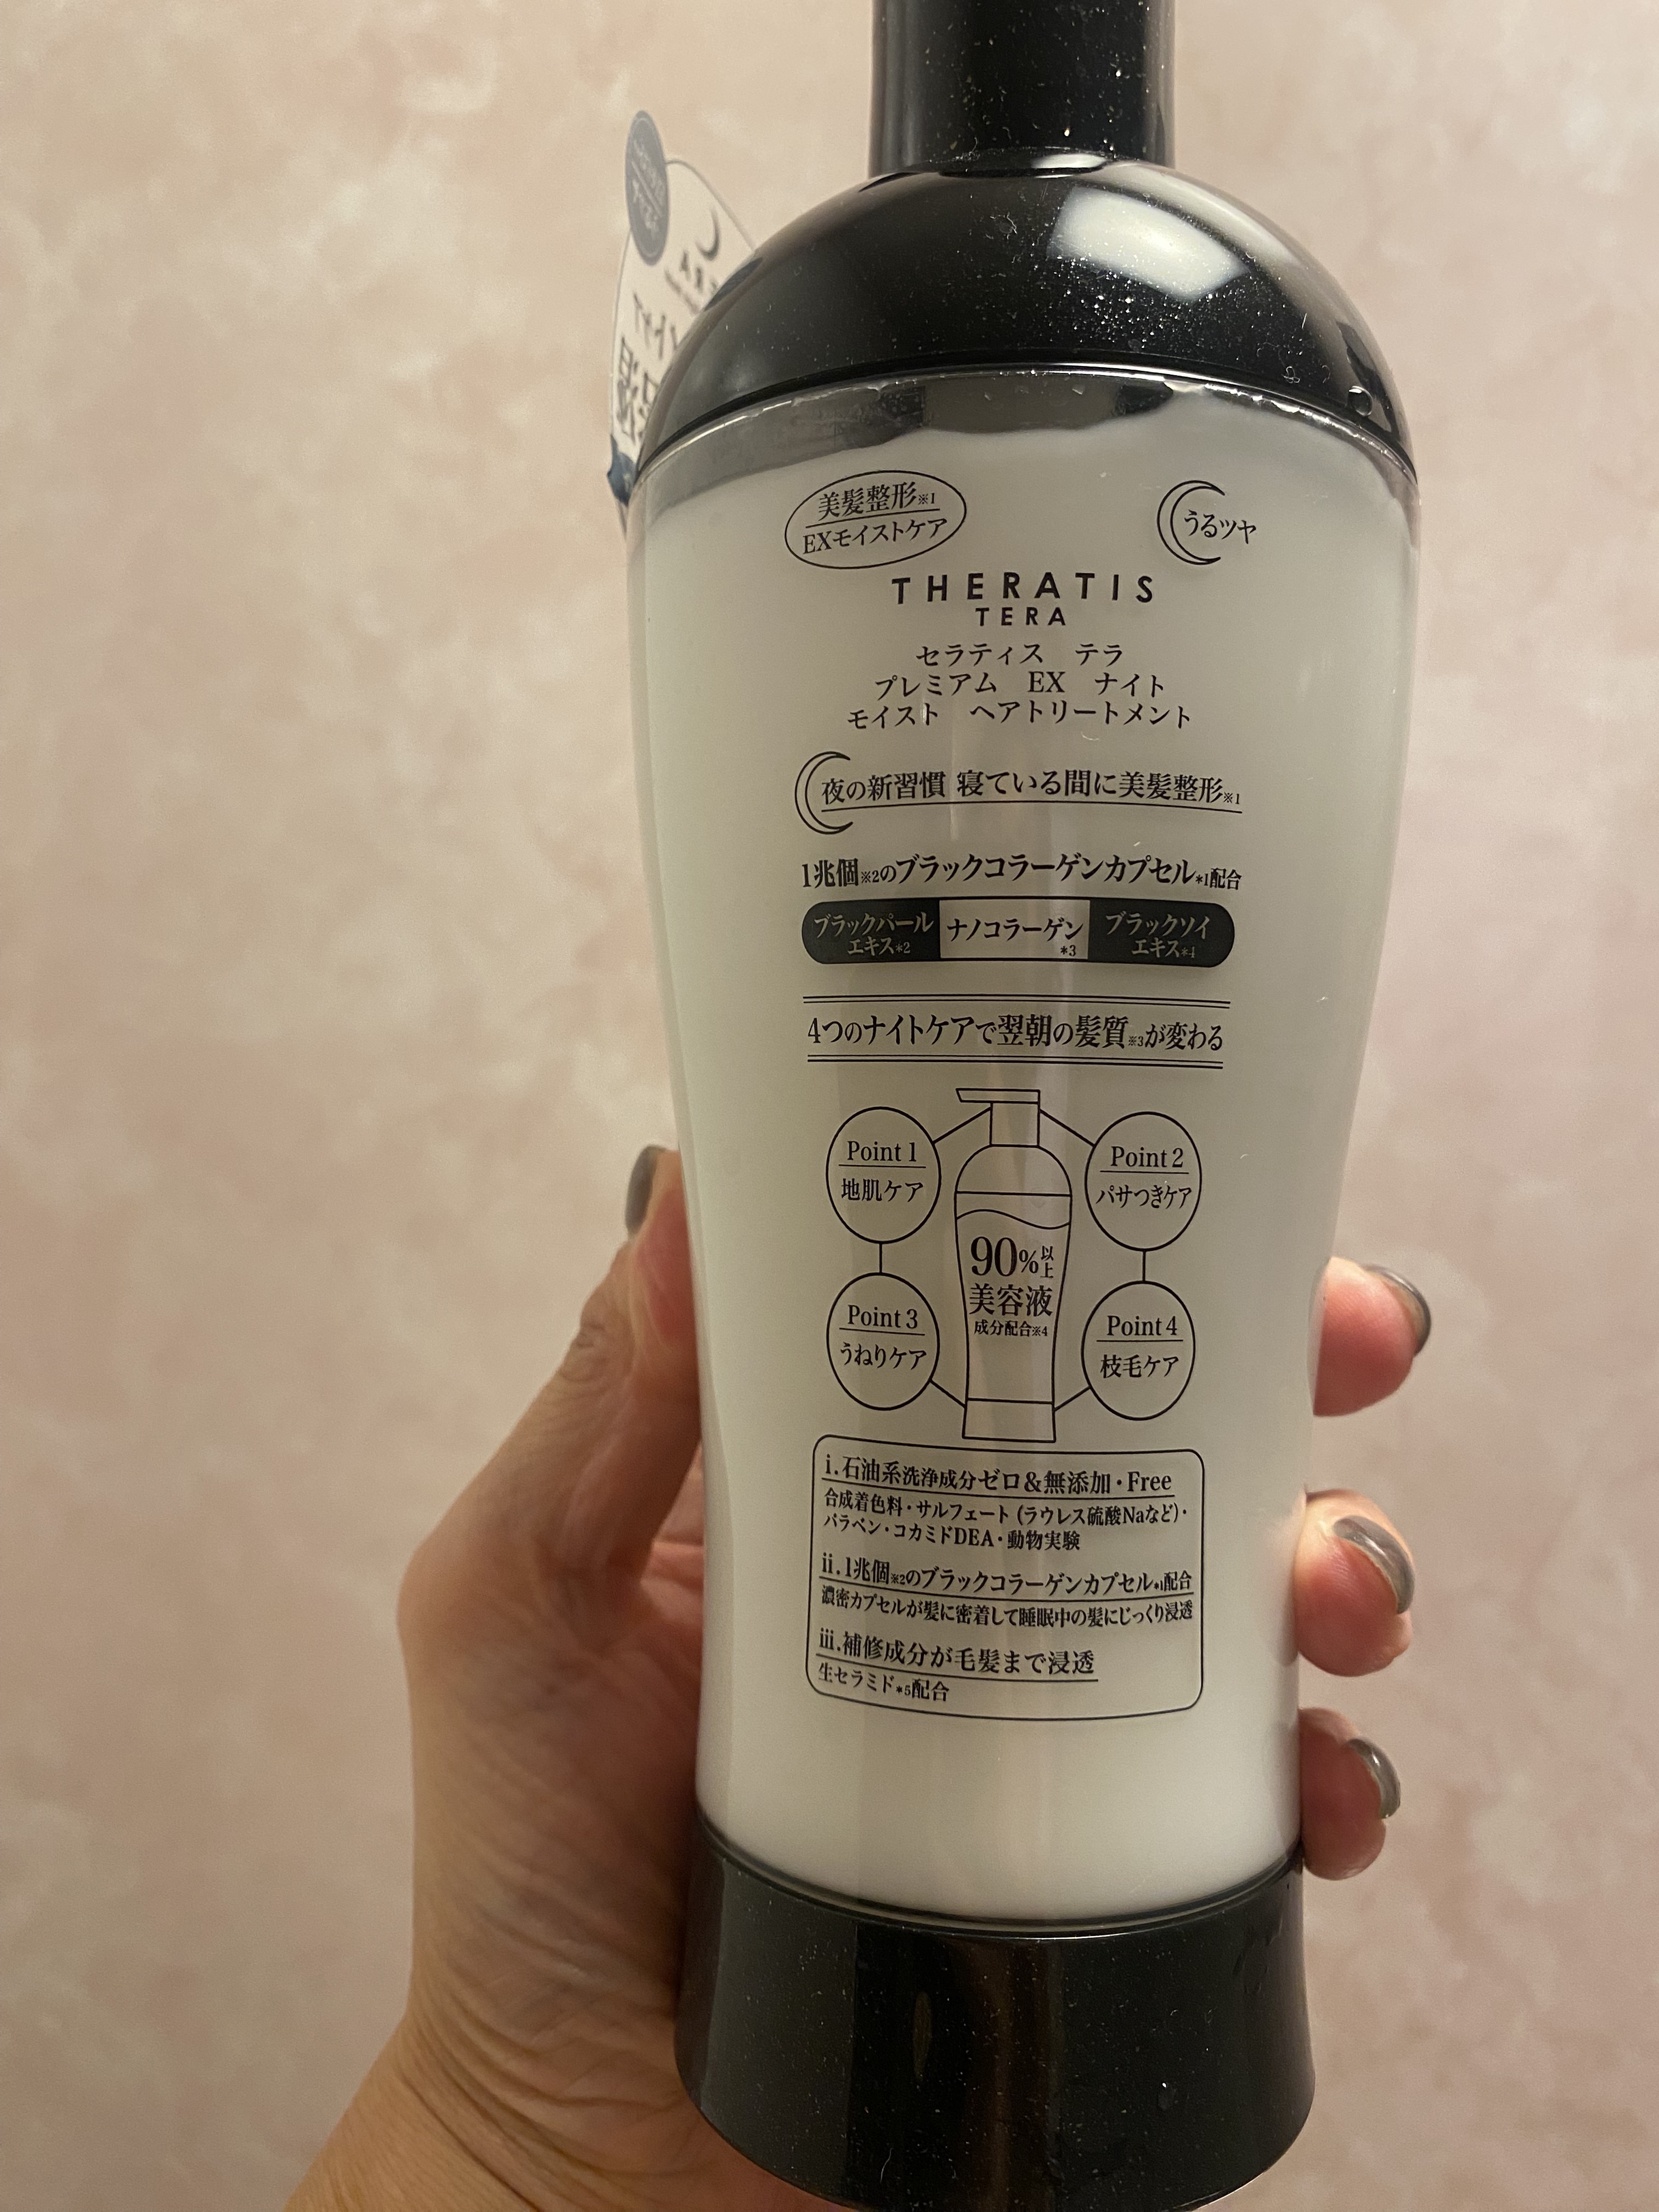 美髪整形※1
EXモイストケア
うるツヤ
THERATIS
TERA
セラティス テラ
プレミアム EX ナイト
モイスト ヘアトリートメント
夜の新習慣 寝ている間に美髪整形※1
1兆個※2のブラックコラーゲンカプセル*1配合
ブラックパール
エキス*2
ナノコラーゲン
*3
ブラックソイ
エキス*4
4つのナイトケアで翌朝の髪質※3が変わる
Point 1
地肌ケア
Point 2
パサつきケア
90%以上
美容液
成分配合※4
Point 3
うねりケア
Point 4
枝毛ケア
i.石油系洗浄成分ゼロ&無添加・Free
合成着色料・サルフェート(ラウレス硫酸Naなど)・
パラベン・コカミドDEA・動物実験
ii.1兆個※2のブラックコラーゲンカプセル*1配合
濃密カプセルが髪に密着して睡眠中の髪にじっくり浸透
iii.補修成分が毛髪まで浸透
生セラミド*5配合